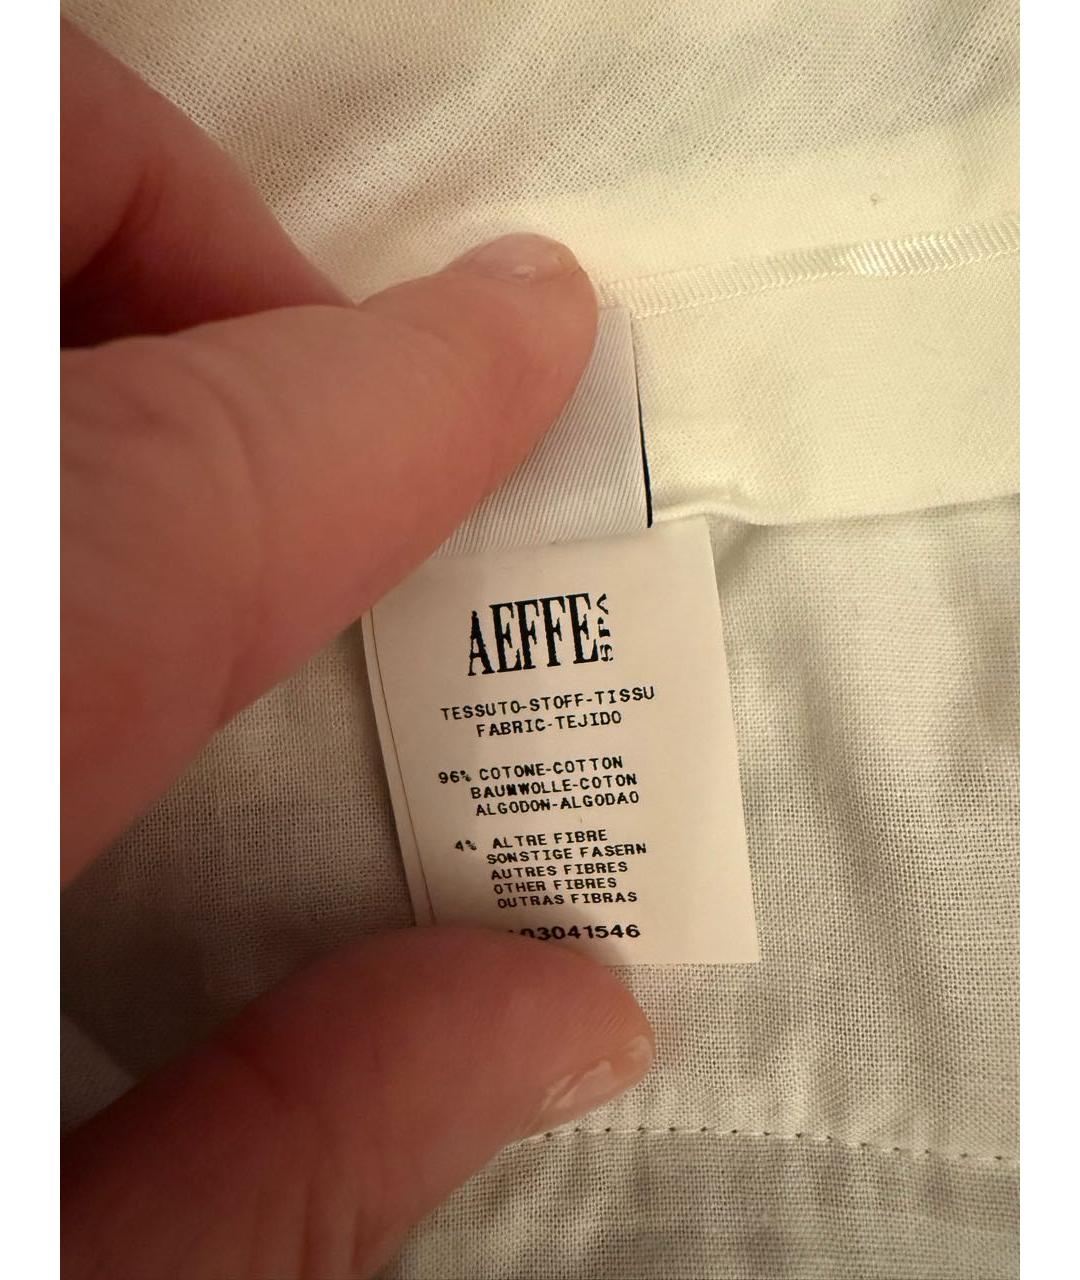 AEFFE SPA
TESSUTO-STOFF-TISSU
FABRIC-TEJIDO
96% COTONE-COTTON
BAUMWOLLE-COTON
ALGODON-ALGODAO
4% ALTRE FIBRE
SONSTIGE FASERN
AUTRES FIBRES
OTHER FIBRES
OUTRAS FIBRAS
03041546